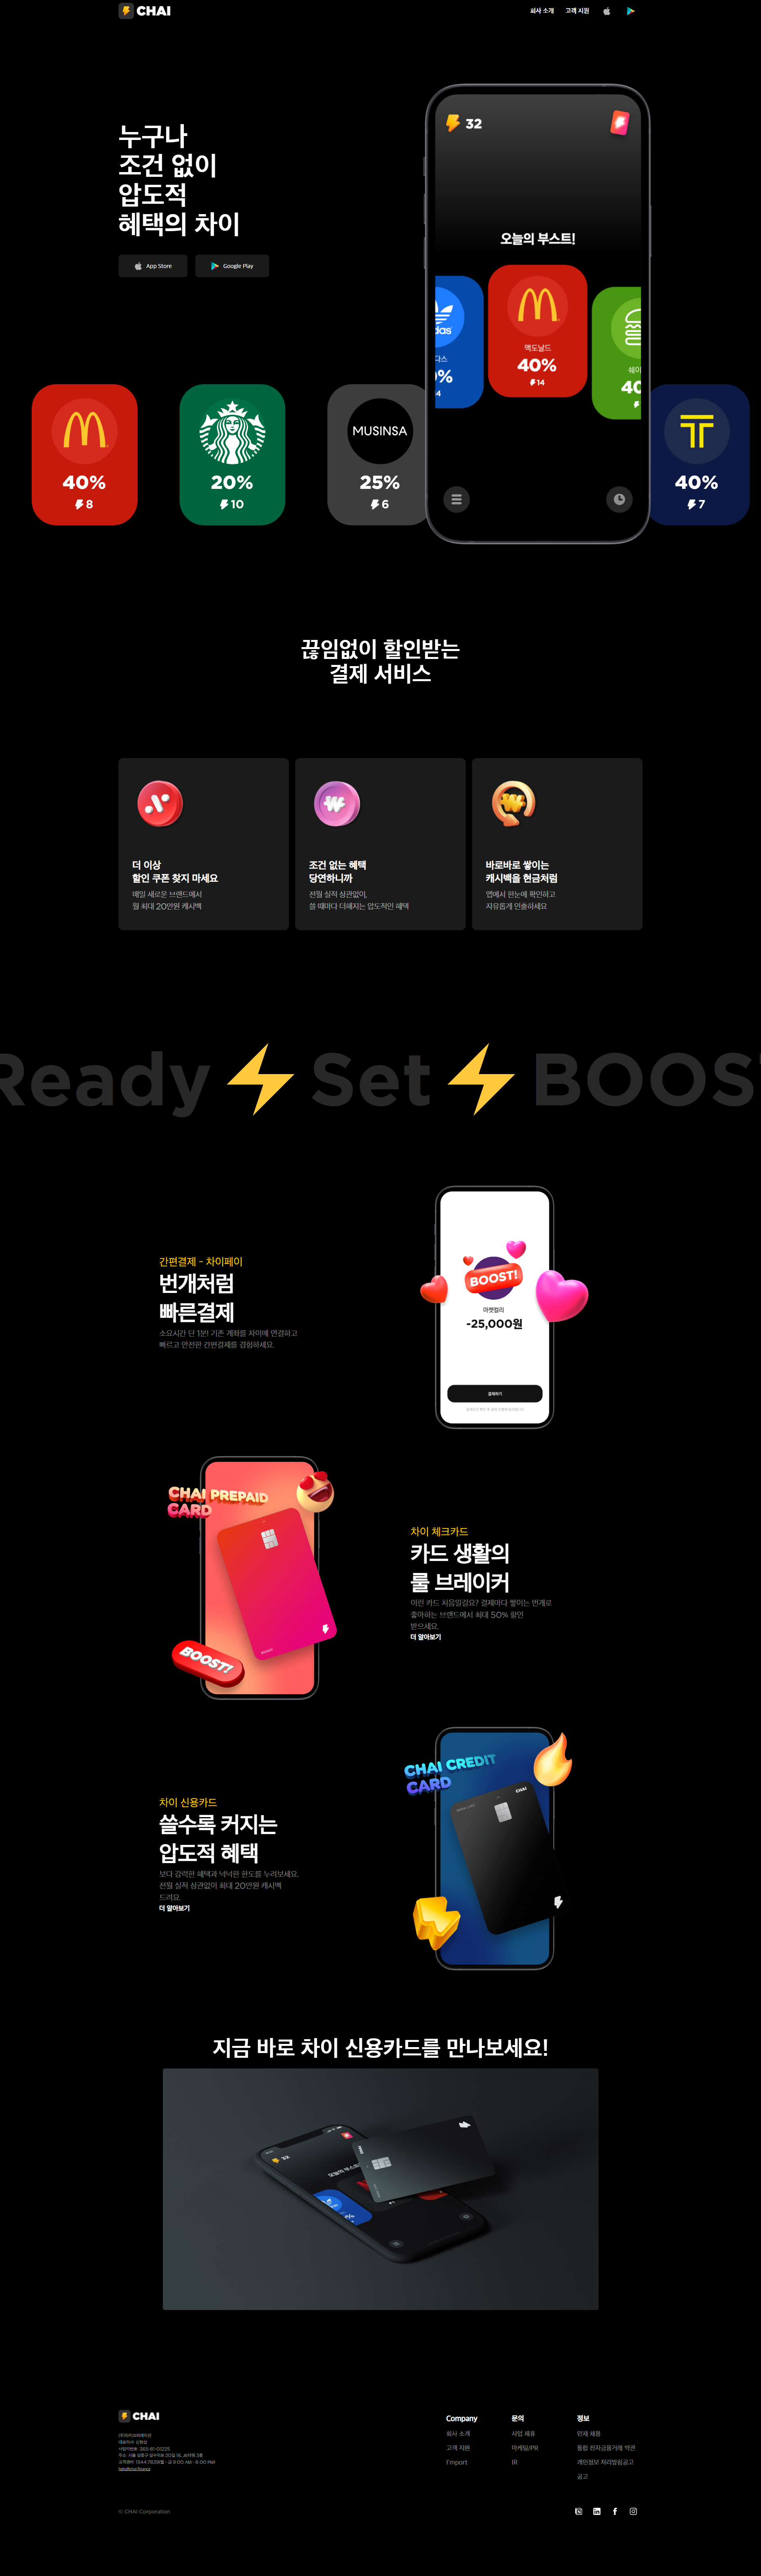 CHAI
회사 소개
고객 지원
누구나
조건 없이
압도적
혜택의 차이
App Store
Google Play
32
오늘의 부스트!
맥도날드
40%
14
40%
8
20%
10
MUSINSA
25%
6
40%
7
끊임없이 할인받는
결제 서비스
더 이상
할인 쿠폰 찾지 마세요
매일 새로운 브랜드에서
월 최대 20만원 캐시백
조건 없는 혜택
당연하니까
전월 실적 상관없이,
쓸 때마다 더해지는 압도적인 혜택
바로바로 쌓이는
캐시백을 현금처럼
앱에서 한눈에 확인하고
자유롭게 인출하세요
Ready Set BOOS
간편결제 - 차이페이
번개처럼
빠른결제
소요시간 단 1분! 기존 계좌를 차이에 연결하고
빠르고 안전한 간편결제를 경험하세요.
BOOST!
마켓컬리
-25,000원
결제하기
CHAI PREPAID
CARD
BOOST!
차이 체크카드
카드 생활의
룰 브레이커
이런 카드 처음일걸요? 결제마다 쌓이는 번개로
좋아하는 브랜드에서 최대 50% 할인
받으세요.
더 알아보기
차이 신용카드
쓸수록 커지는
압도적 혜택
보다 강력한 혜택과 넉넉한 한도를 누려보세요.
전월 실적 상관없이 최대 20만원 캐시백
드려요.
더 알아보기
CHAI CREDIT
CARD
CHAI
지금 바로 차이 신용카드를 만나보세요!
32
오늘의 부스트!
CHAI
Company
회사 소개
고객 지원
I'mport
문의
사업 제휴
마케팅/PR
IR
정보
인재 채용
통합 전자금융거래 약관
개인정보 처리방침공고
공고
© CHAI Corporation